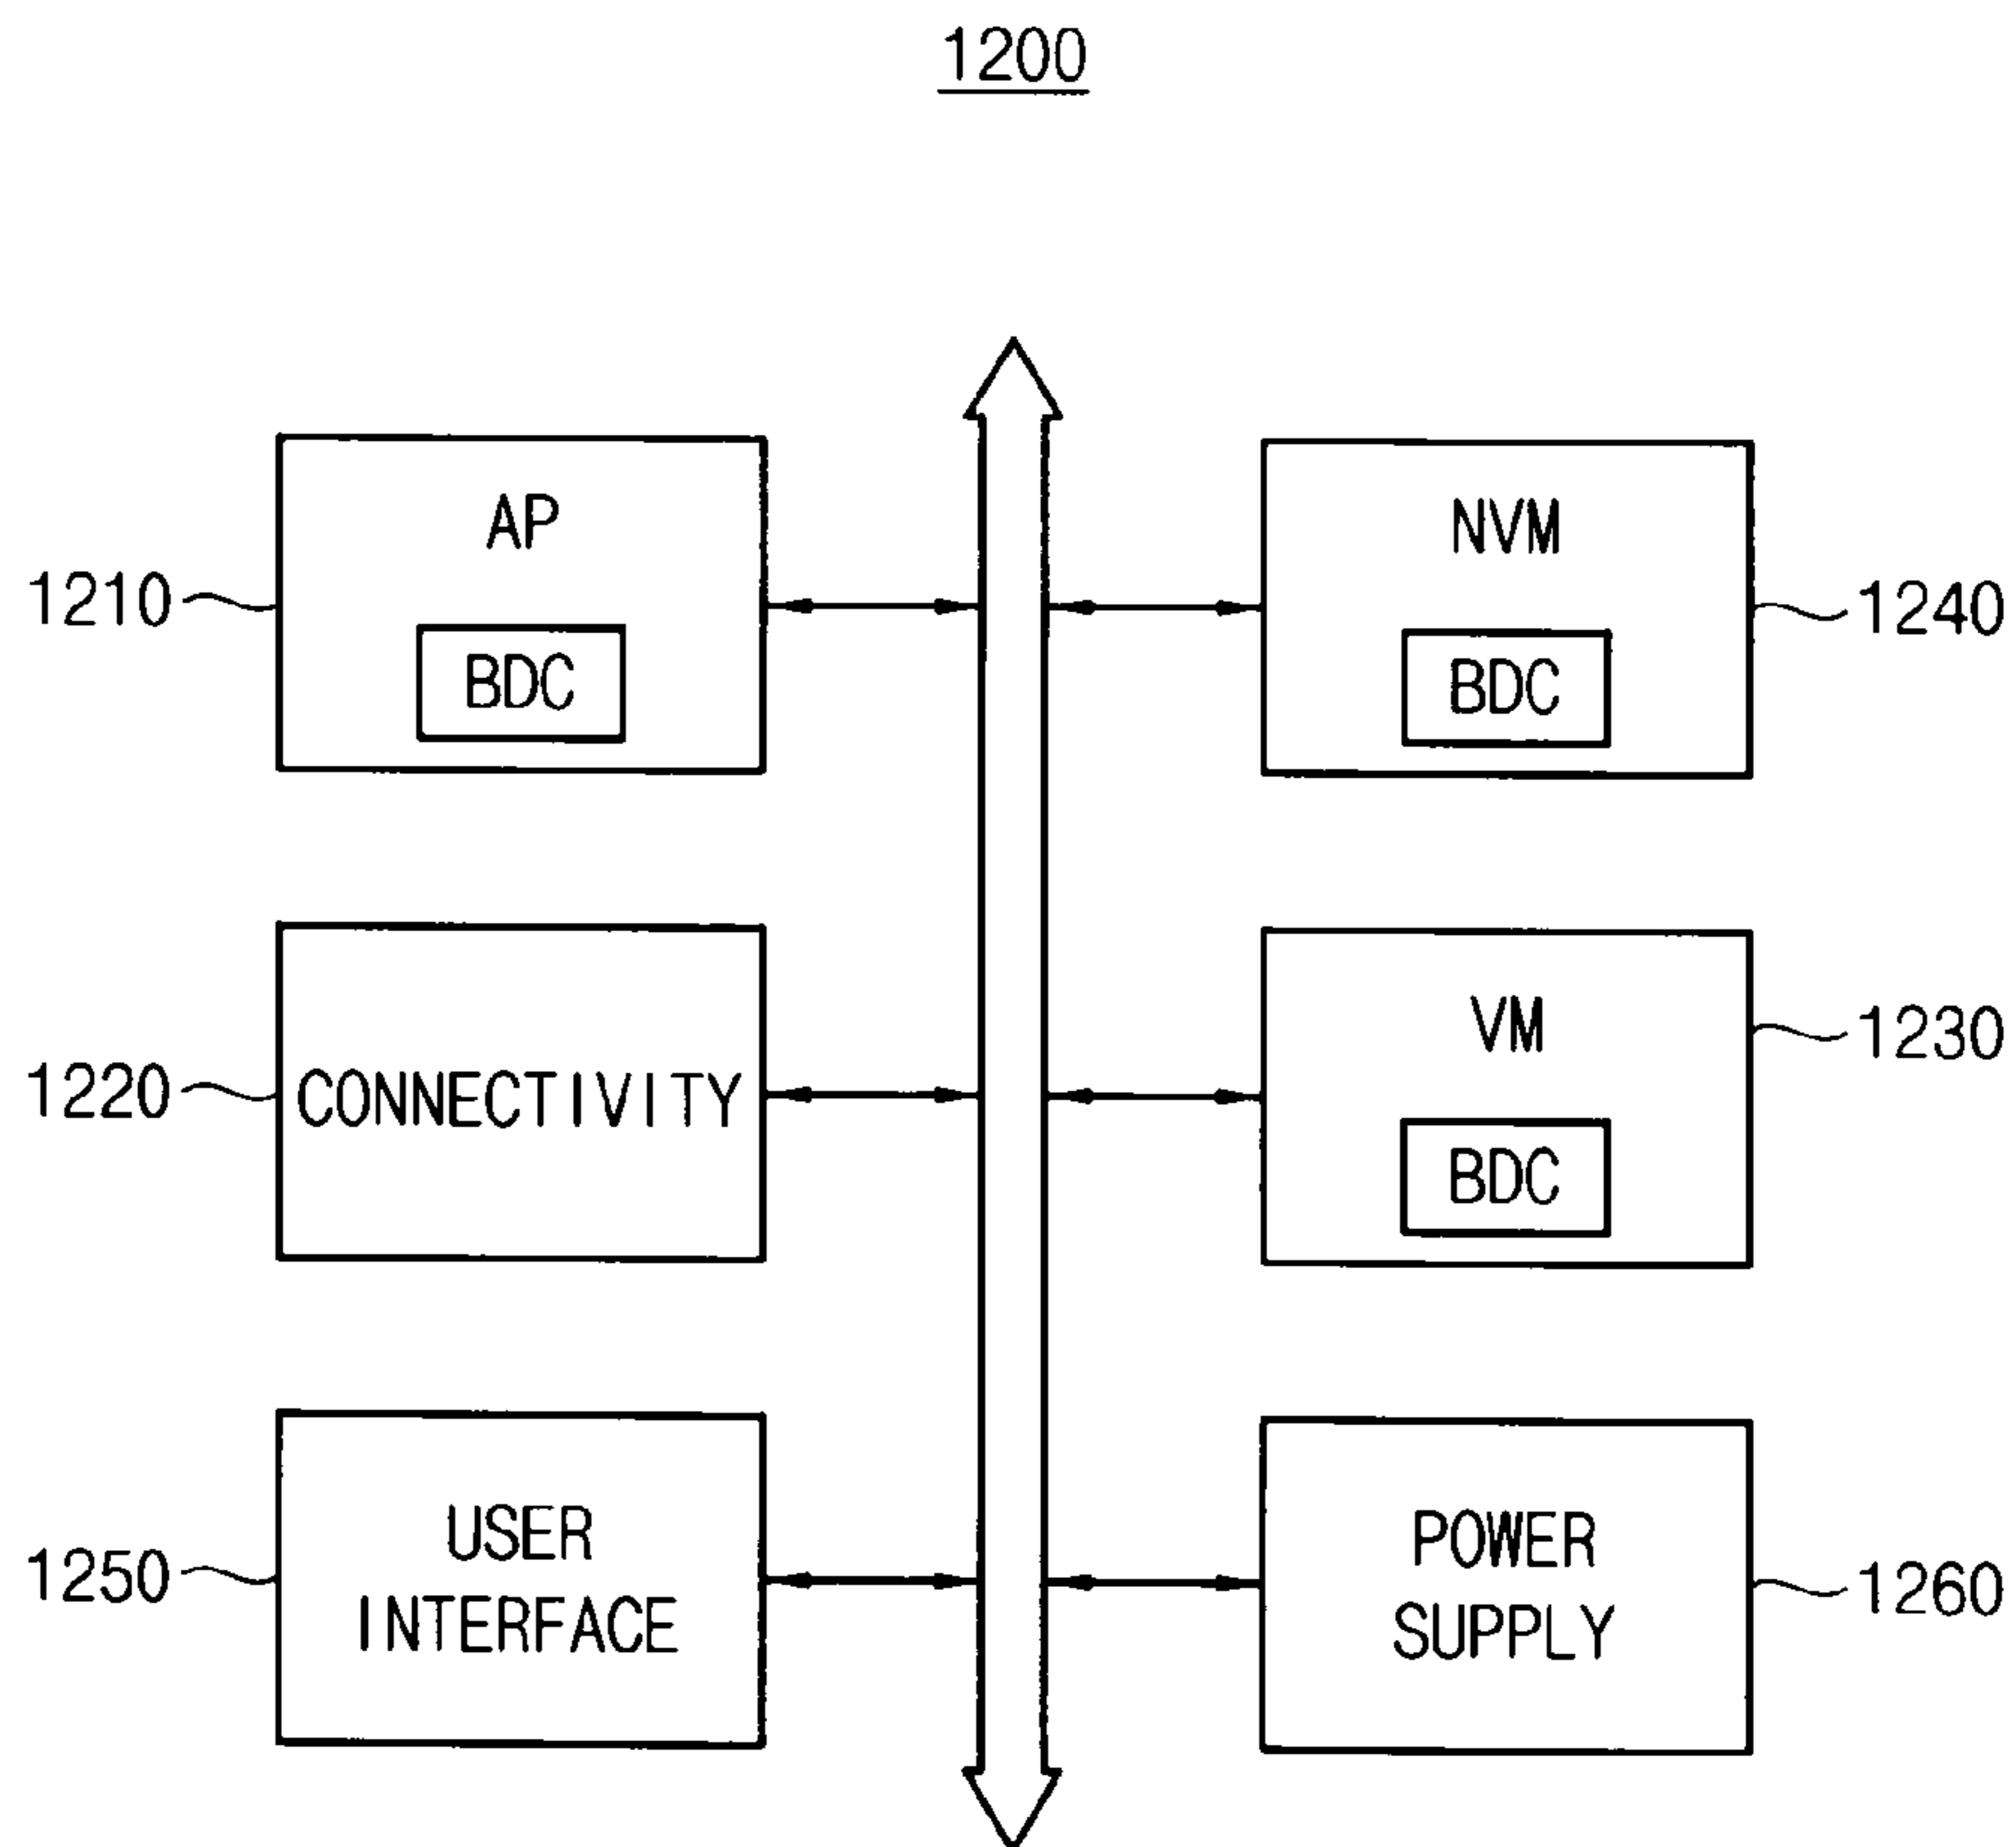 1200
AP
BDC
1210
NVM
BDC
1240
CONNECTIVITY
1220
VM
BDC
1230
USER
INTERFACE
1250
POWER
SUPPLY
1260